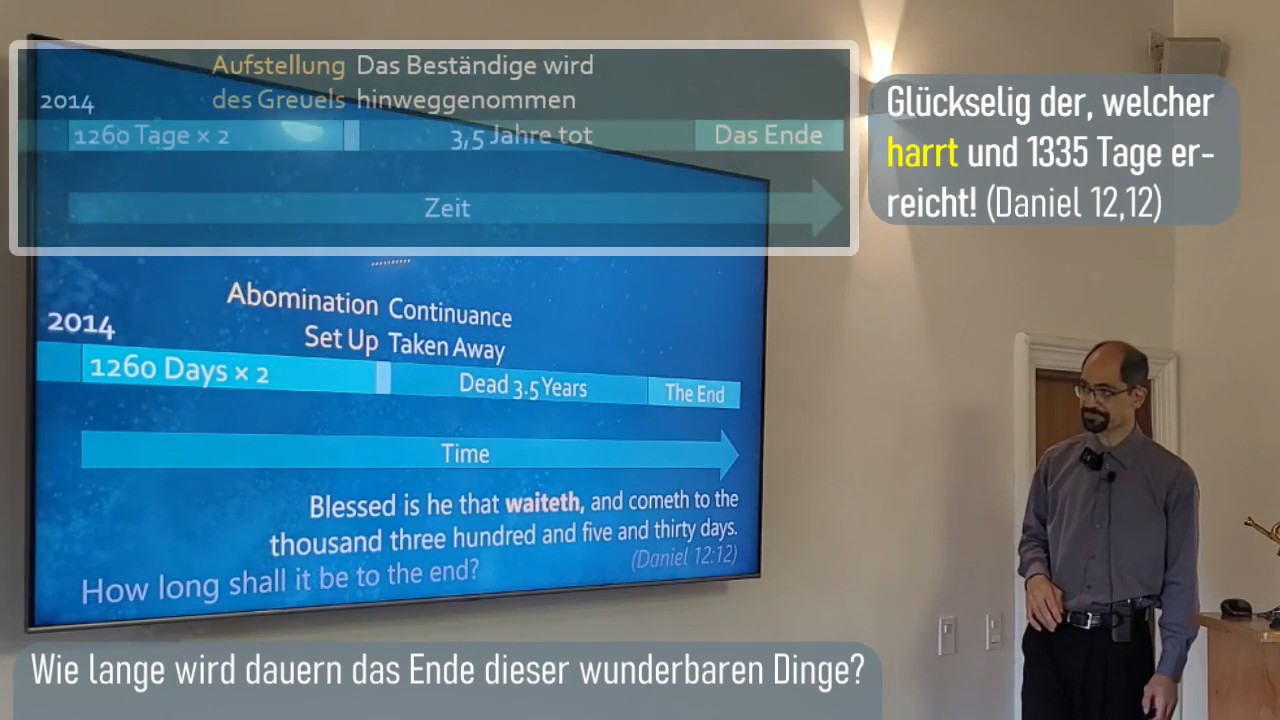 Aufstellung Das Beständige wird
2014 des Greuels hinweggenommen
1260 Tage × 2 3,5 Jahre tot Das Ende
Zeit
Glückselig der, welcher
harrt und 1335 Tage er-
reicht! (Daniel 12,12)
Abomination Continuance
2014 Set Up Taken Away
1260 Days × 2 Dead 3.5 Years The End
Time
Blessed is he that waiteth, and cometh to the
thousand three hundred and five and thirty days.
(Daniel 12:12)
How long shall it be to the end?
Wie lange wird dauern das Ende dieser wunderbaren Dinge?